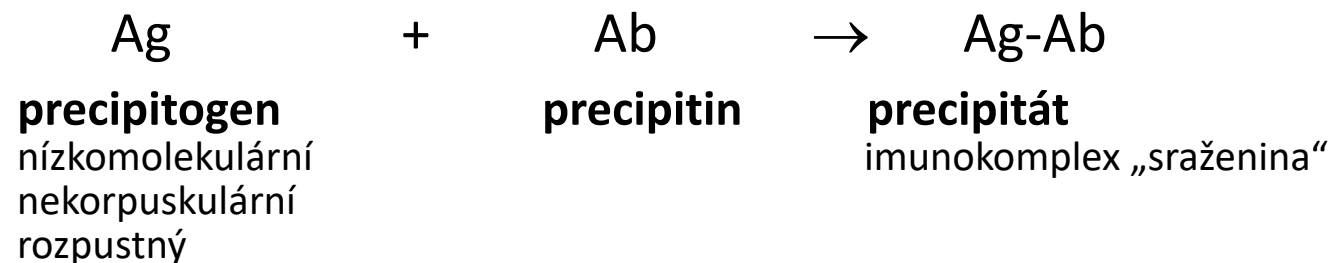 Ag + Ab → Ag-Ab
precipitogen precipitin precipitát
nízkomolekulární imunokomplex „sraženina“
nekorpuskulární
rozpustný